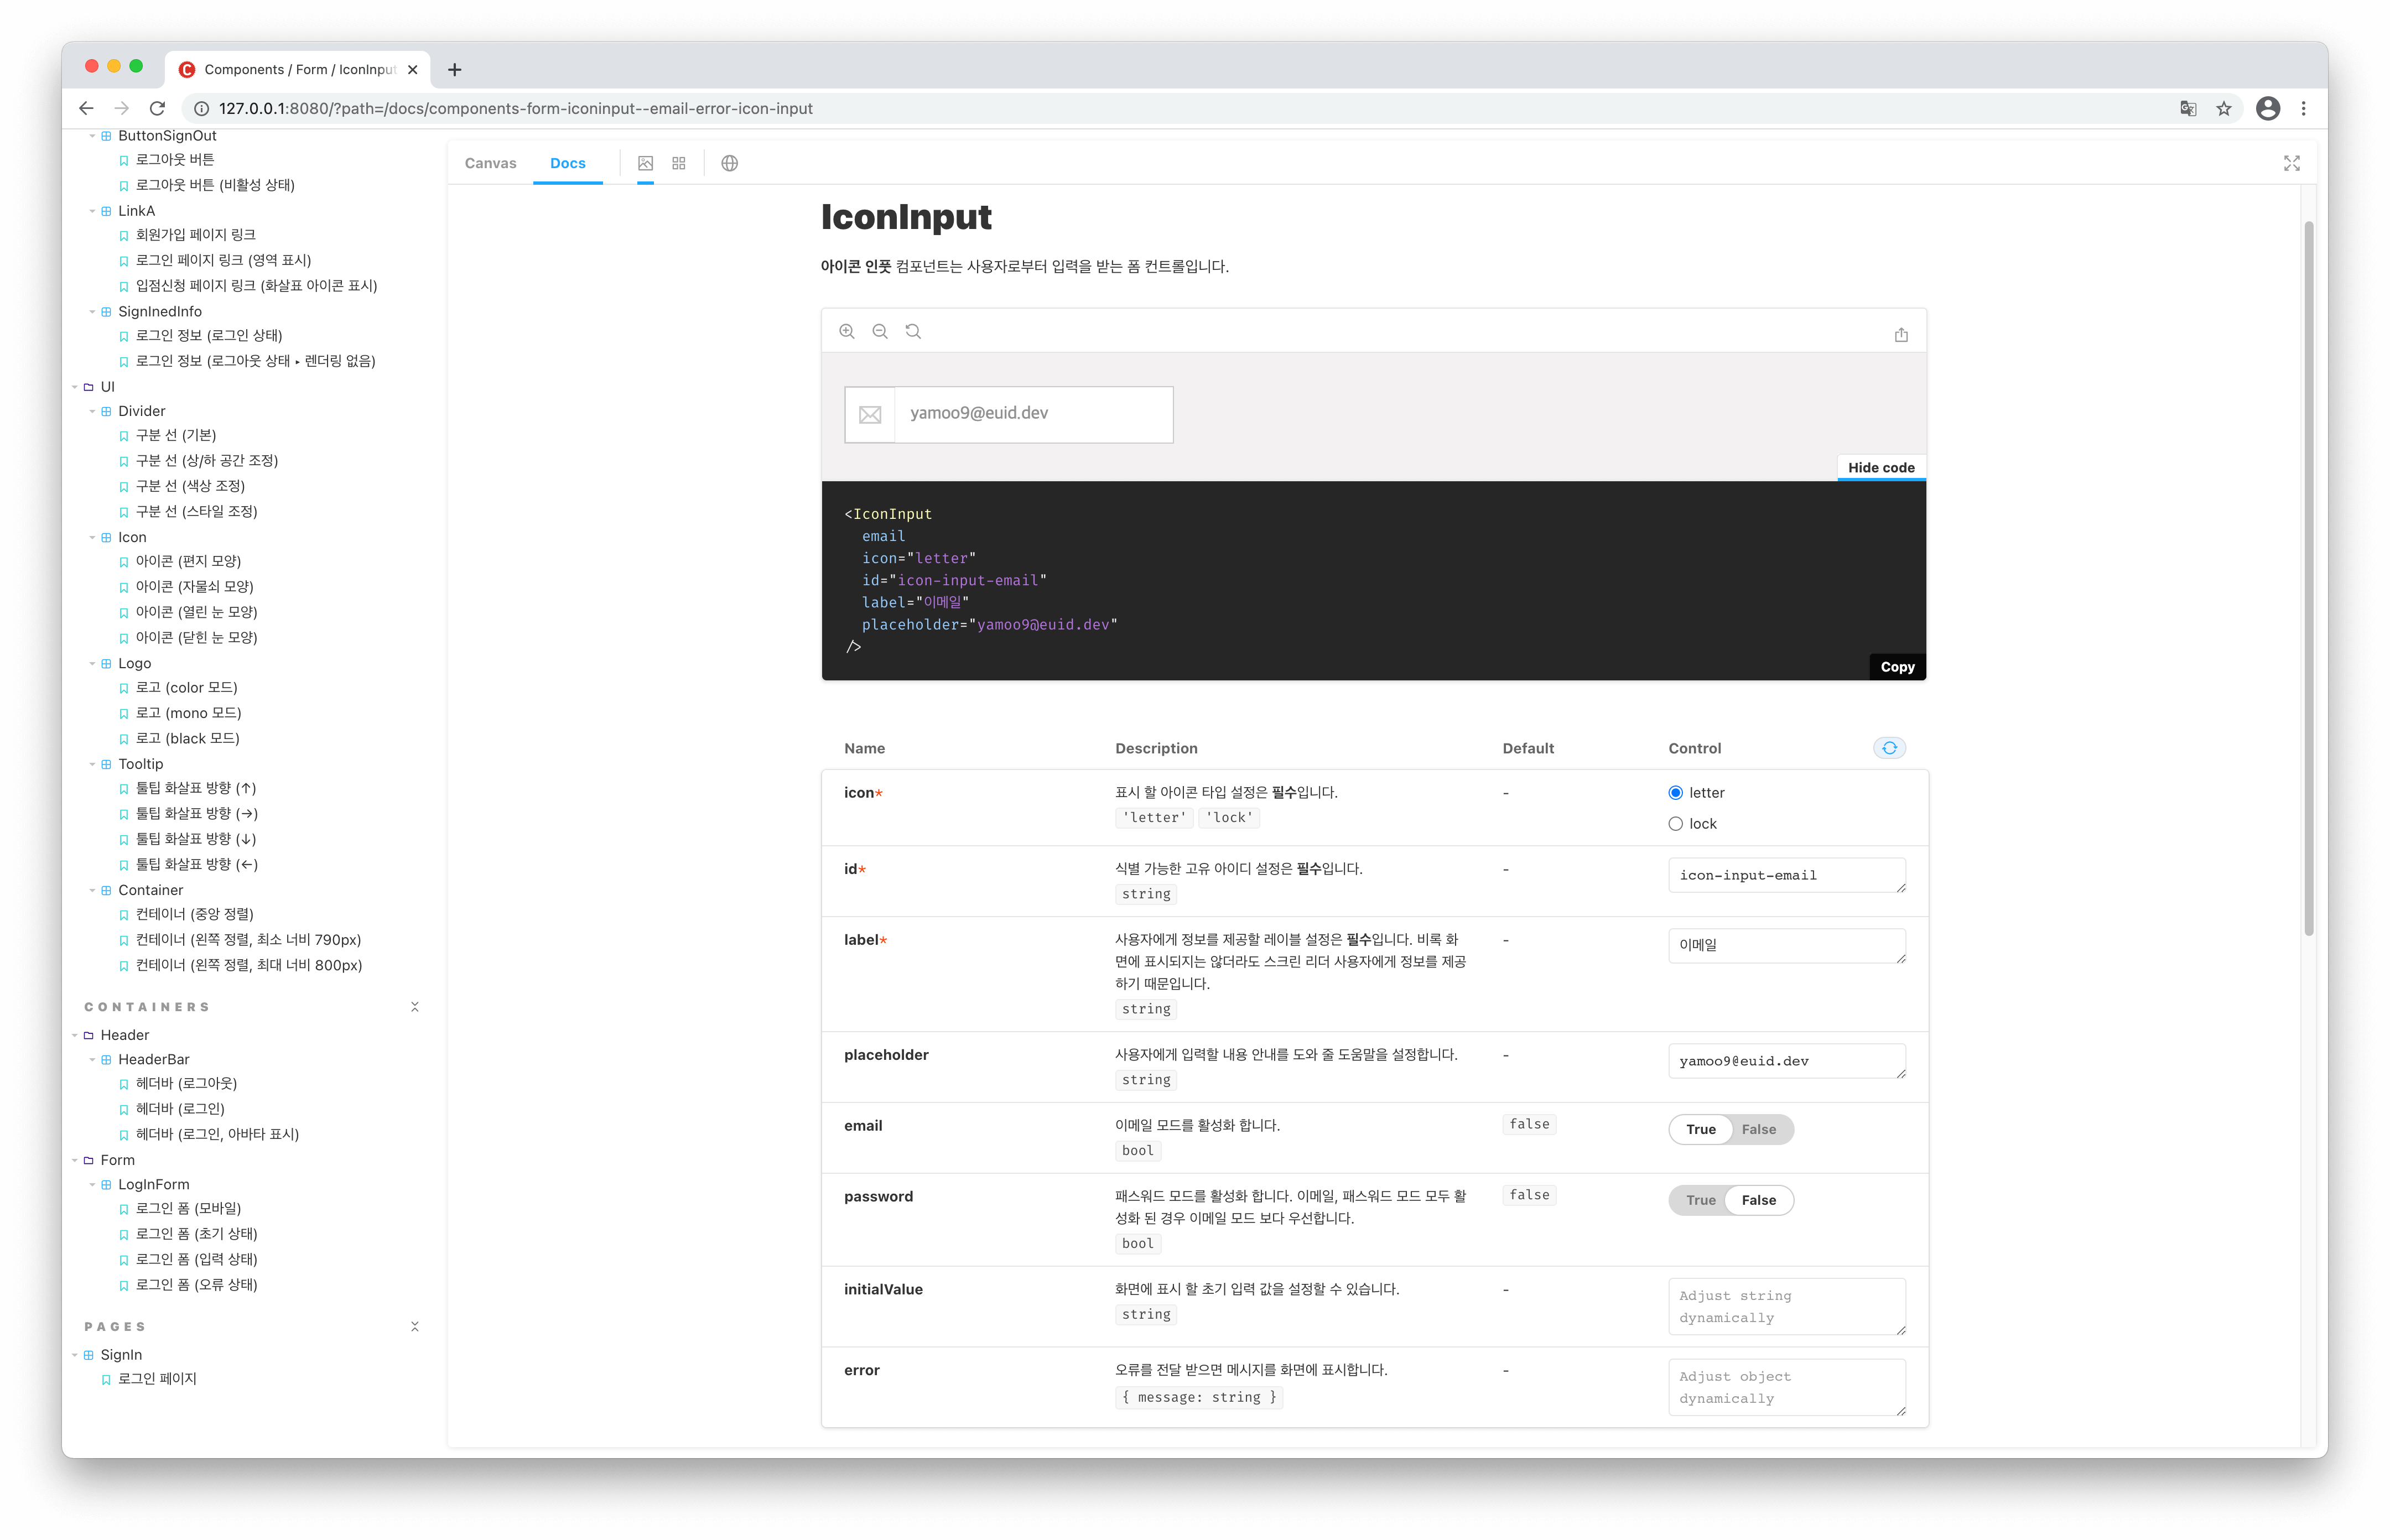 Components / Form / IconInput
127.0.0.1:8080/?path=/docs/components-form-iconinput--email-error-icon-input
ButtonSignOut
로그아웃 버튼
로그아웃 버튼 (비활성 상태)
LinkA
회원가입 페이지 링크
로그인 페이지 링크 (영역 표시)
입점신청 페이지 링크 (화살표 아이콘 표시)
SignInedInfo
로그인 정보 (로그인 상태)
로그인 정보 (로그아웃 상태 ‣ 렌더링 없음)
UI
Divider
구분 선 (기본)
구분 선 (상/하 공간 조정)
구분 선 (색상 조정)
구분 선 (스타일 조정)
Icon
아이콘 (편지 모양)
아이콘 (자물쇠 모양)
아이콘 (열린 눈 모양)
아이콘 (닫힌 눈 모양)
Logo
로고 (color 모드)
로고 (mono 모드)
로고 (black 모드)
Tooltip
툴팁 화살표 방향 (↑)
툴팁 화살표 방향 (→)
툴팁 화살표 방향 (↓)
툴팁 화살표 방향 (←)
Container
컨테이너 (중앙 정렬)
컨테이너 (왼쪽 정렬, 최소 너비 790px)
컨테이너 (왼쪽 정렬, 최대 너비 800px)
CONTAINERS
Header
HeaderBar
헤더바 (로그아웃)
헤더바 (로그인)
헤더바 (로그인, 아바타 표시)
Form
LogInForm
로그인 폼 (모바일)
로그인 폼 (초기 상태)
로그인 폼 (입력 상태)
로그인 폼 (오류 상태)
PAGES
SignIn
로그인 페이지
Canvas Docs
IconInput
아이콘 인풋 컴포넌트는 사용자로부터 입력을 받는 폼 컨트롤입니다.
yamoo9@euid.dev
Hide code
<IconInput
email
icon="letter"
id="icon-input-email"
label="이메일"
placeholder="yamoo9@euid.dev"
/>
Copy
Name Description Default Control
icon* 표시 할 아이콘 타입 설정은 필수입니다. - letter
'letter' 'lock' lock
id* 식별 가능한 고유 아이디 설정은 필수입니다. - icon-input-email
string
label* 사용자에게 정보를 제공할 레이블 설정은 필수입니다. 비록 화 - 이메일
면에 표시되지는 않더라도 스크린 리더 사용자에게 정보를 제공
하기 때문입니다.
string
placeholder 사용자에게 입력할 내용 안내를 도와 줄 도움말을 설정합니다. - yamoo9@euid.dev
string
email 이메일 모드를 활성화 합니다. false True False
bool
password 패스워드 모드를 활성화 합니다. 이메일, 패스워드 모드 모두 활 false True False
성화 된 경우 이메일 모드 보다 우선합니다.
bool
initialValue 화면에 표시 할 초기 입력 값을 설정할 수 있습니다. - Adjust string
string dynamically
error 오류를 전달 받으면 메시지를 화면에 표시합니다. - Adjust object
{ message: string } dynamically